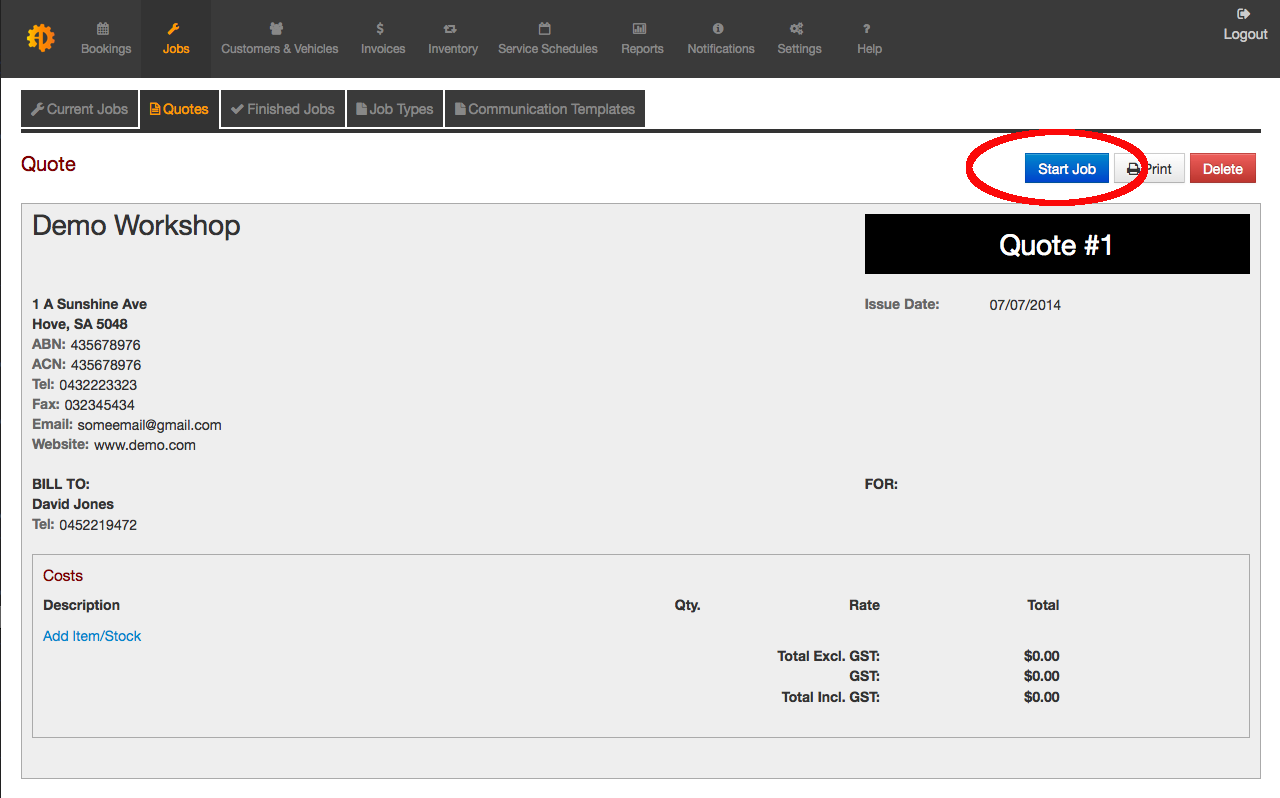 Bookings Jobs Customers & Vehicles Invoices Inventory Service Schedules Reports Notifications Settings Help Logout
Current Jobs Quotes Finished Jobs Job Types Communication Templates
Quote Start Job Print Delete
Demo Workshop
Quote #1
1 A Sunshine Ave
Issue Date: 07/07/2014
Hove, SA 5048
ABN: 435678976
ACN: 435678976
Tel: 0432223323
Fax: 032345434
Email: someemail@gmail.com
Website: www.demo.com
BILL TO: FOR:
David Jones
Tel: 0452219472
Costs
Description Qty. Rate Total
Add Item/Stock
Total Excl. GST: $0.00
GST: $0.00
Total Incl. GST: $0.00